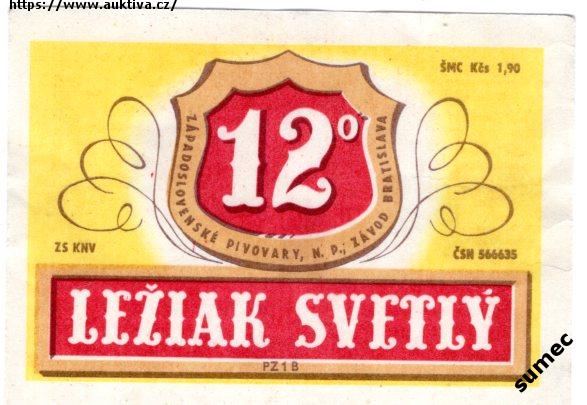 https://www.auktiva.cz/
ŠMC Kčs 1,90
12⁰
ZÁPADOSLOVENSKÉ PIVOVARY, N. P., ZÁVOD BRATISLAVA
ZS KNV
ČSN 566635
LEŽIAK SVETLÝ
PZ1B
sumec